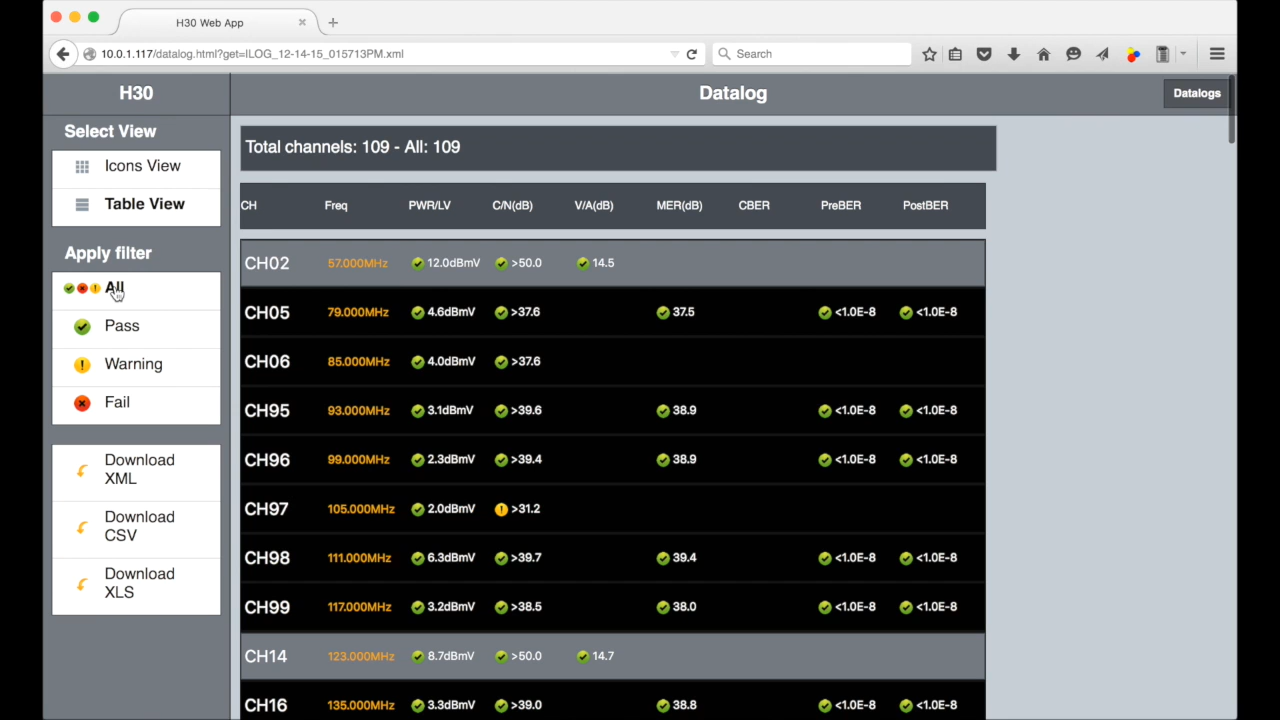 H30 Web App
10.0.1.117/datalog.html?get=ILOG_12-14-15_015713PM.xml
Search
H30
Datalog
Datalogs
Select View
Icons View
Table View
Apply filter
All
Pass
Warning
Fail
Download
XML
Download
CSV
Download
XLS
Total channels: 109 - All: 109
CH Freq PWR/LV C/N(dB) V/A(dB) MER(dB) CBER PreBER PostBER
CH02 57.000MHz 12.0dBmV >50.0 14.5
CH05 79.000MHz 4.6dBmV >37.6 37.5 <1.0E-8 <1.0E-8
CH06 85.000MHz 4.0dBmV >37.6
CH95 93.000MHz 3.1dBmV >39.6 38.9 <1.0E-8 <1.0E-8
CH96 99.000MHz 2.3dBmV >39.4 38.9 <1.0E-8 <1.0E-8
CH97 105.000MHz 2.0dBmV >31.2
CH98 111.000MHz 6.3dBmV >39.7 39.4 <1.0E-8 <1.0E-8
CH99 117.000MHz 3.2dBmV >38.5 38.0 <1.0E-8 <1.0E-8
CH14 123.000MHz 8.7dBmV >50.0 14.7
CH16 135.000MHz 3.3dBmV >39.0 38.8 <1.0E-8 <1.0E-8